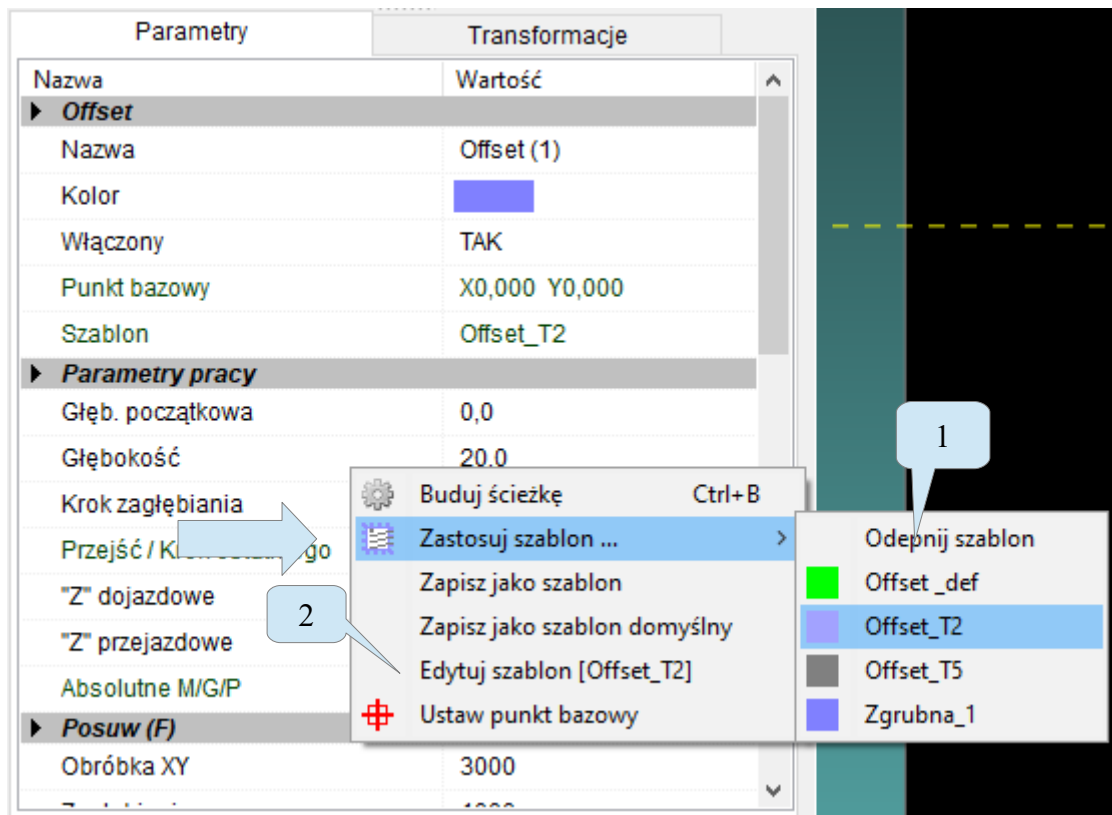 Parametry Transformacje
Nazwa Wartość
Offset
Nazwa Offset (1)
Kolor
Włączony TAK
Punkt bazowy X0,000 Y0,000
Szablon Offset_T2
Parametry pracy
Głęb. początkowa 0,0
Głębokość 20,0
Krok zagłębiania
Przejść /
"Z" dojazdowe
"Z" przejazdowe
Absolutne M/G/P
Posuw (F)
Obróbka XY 3000
Buduj ścieżkę Ctrl+B
Zastosuj szablon ...
Zapisz jako szablon
Zapisz jako szablon domyślny
Edytuj szablon [Offset_T2]
Ustaw punkt bazowy
Odepnij szablon
Offset _def
Offset_T2
Offset_T5
Zgrubna_1
1
2